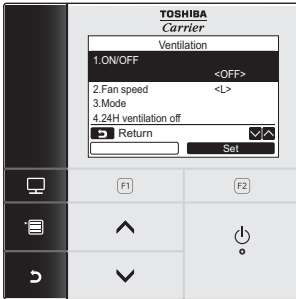 TOSHIBA
Carrier
Ventilation
1.ON/OFF
<OFF>
2.Fan speed <L>
3.Mode
4.24H ventilation off
Return
Set
F1 F2